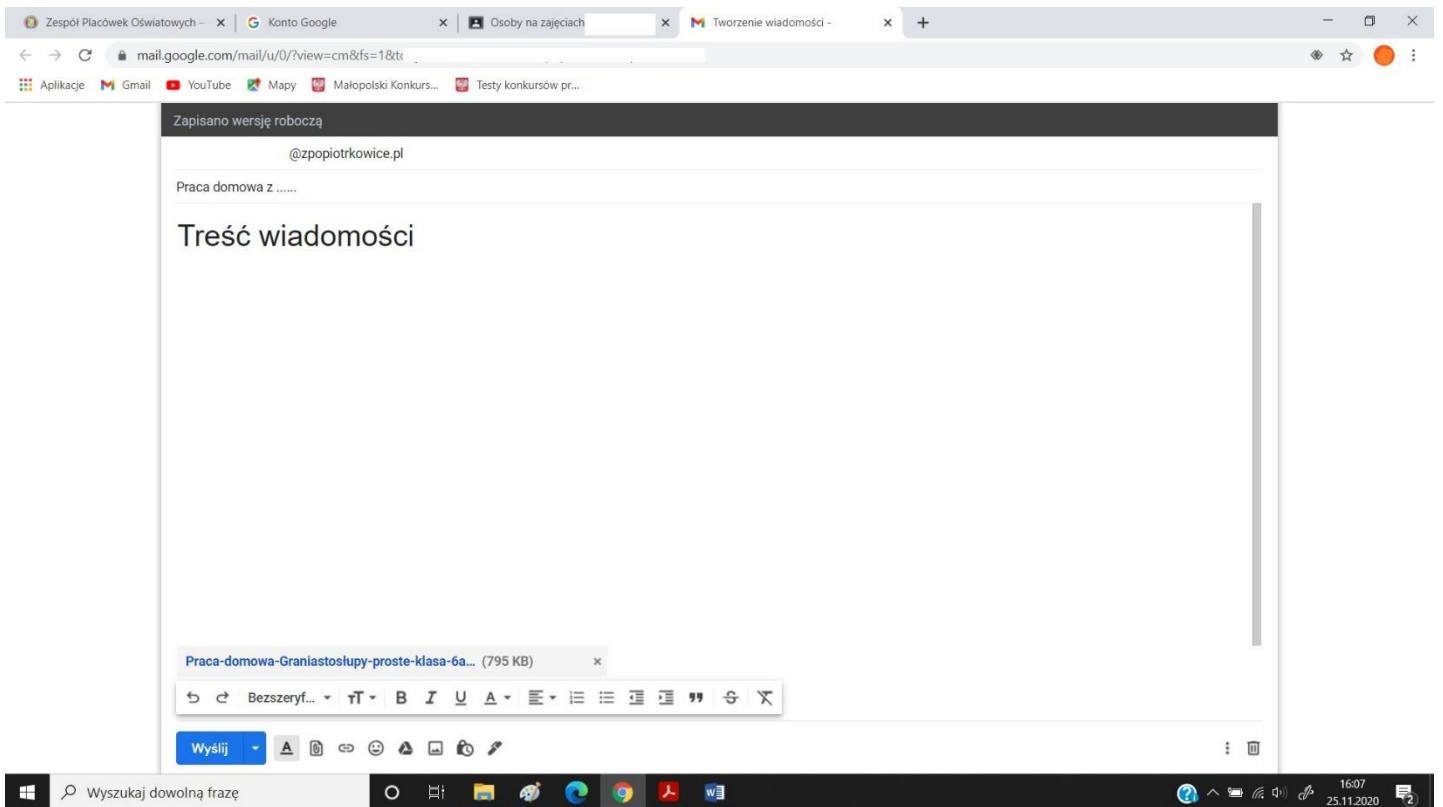 Zespół Placówek Oświatowych –
Konto Google
Osoby na zajęciach
Tworzenie wiadomości -
mail.google.com/mail/u/0/?view=cm&fs=1&tc
Aplikacje
Gmail
YouTube
Mapy
Małopolski Konkurs...
Testy konkursów pr...
Zapisano wersję roboczą
@zpopiotrkowice.pl
Praca domowa z ......
Treść wiadomości
Praca-domowa-Graniastosłupy-proste-klasa-6a... (795 KB)
Bezszeryf...
Wyślij
Wyszukaj dowolną frazę
16:07
25.11.2020